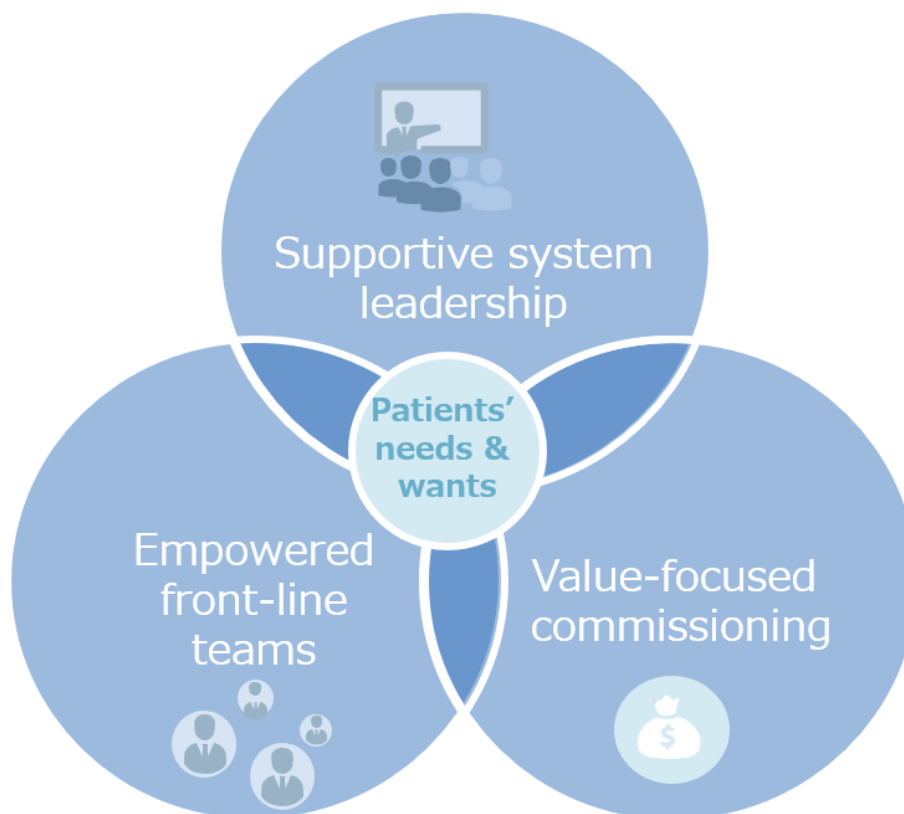 Supportive system
leadership
Patients’
needs &
wants
Empowered
front-line
teams
Value-focused
commissioning
$